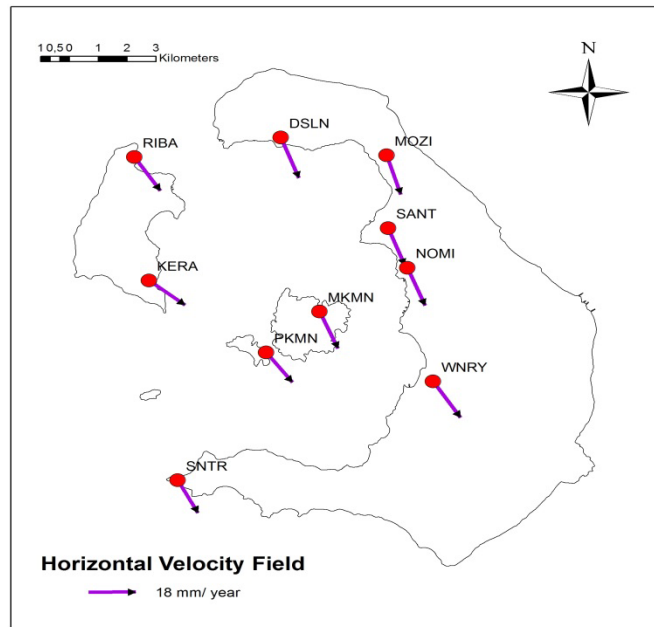 N
1 0,5 0 1 2 3
Kilometers
DSLN
RIBA
MOZI
SANT
NOMI
KERA
MKMN
PKMN
WNRY
SNTR
Horizontal Velocity Field
18 mm/ year